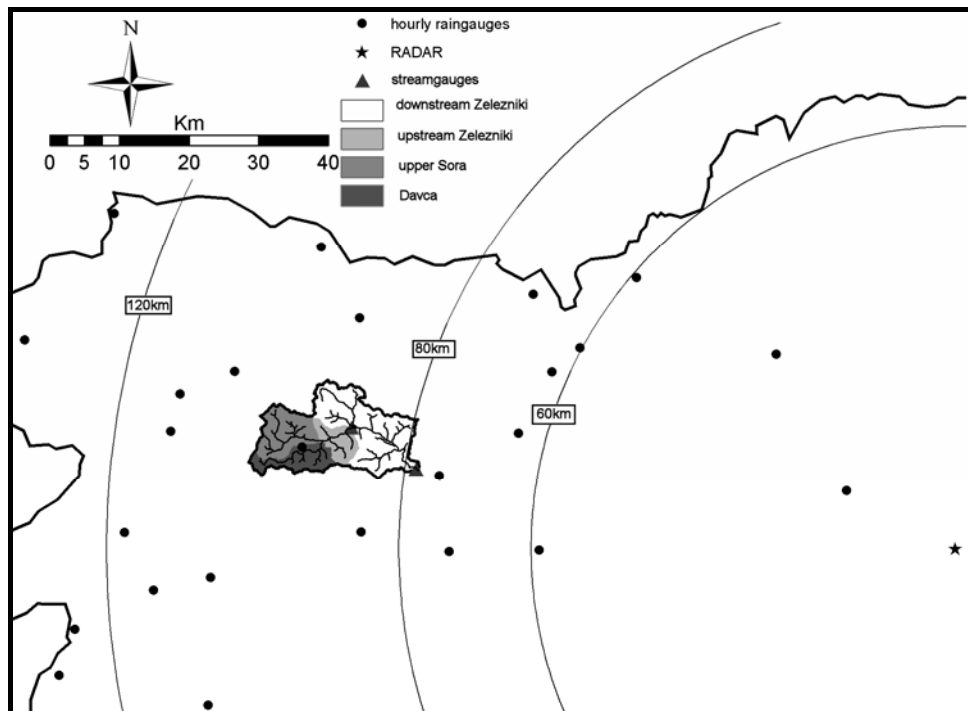 N
hourly raingauges
RADAR
streamgauges
downstream Zelezniki
upstream Zelezniki
upper Sora
Davca
Km
0 5 10 20 30 40
120km
80km
60km